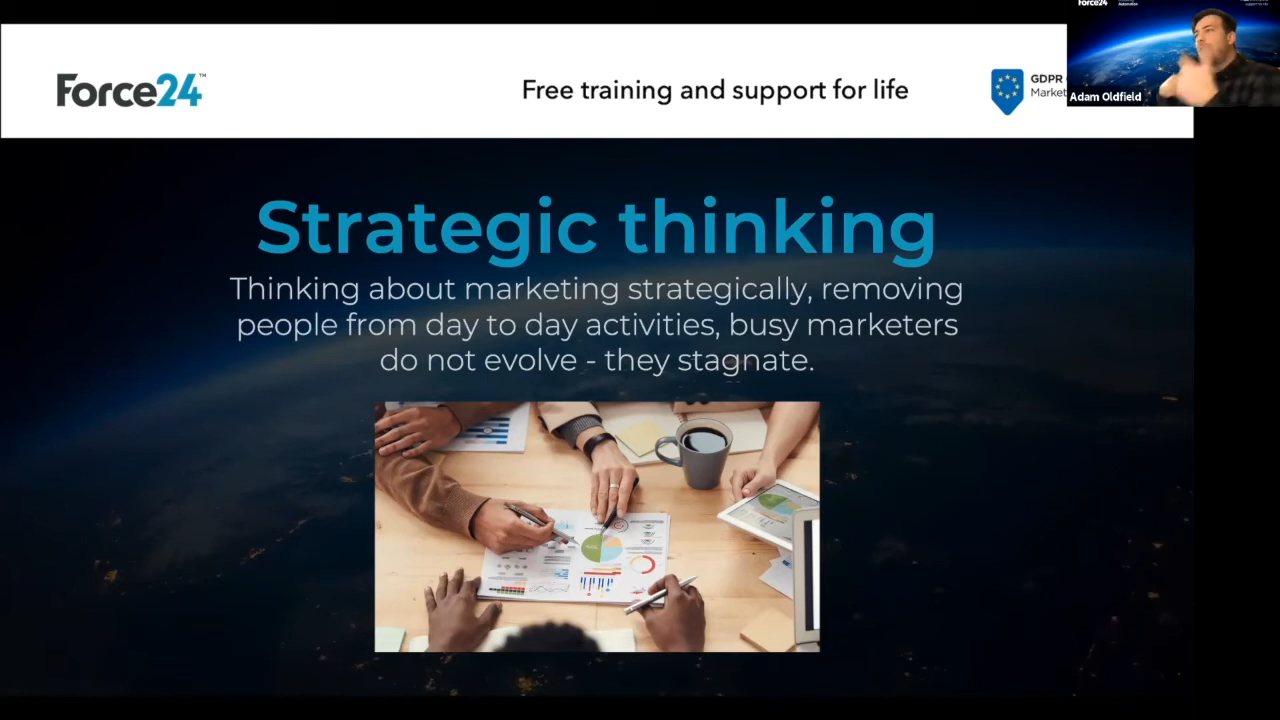 Force24™
Free training and support for life
GDPR
Market
Force24
Adam Oldfield
Strategic thinking
Thinking about marketing strategically, removing
people from day to day activities, busy marketers
do not evolve - they stagnate.